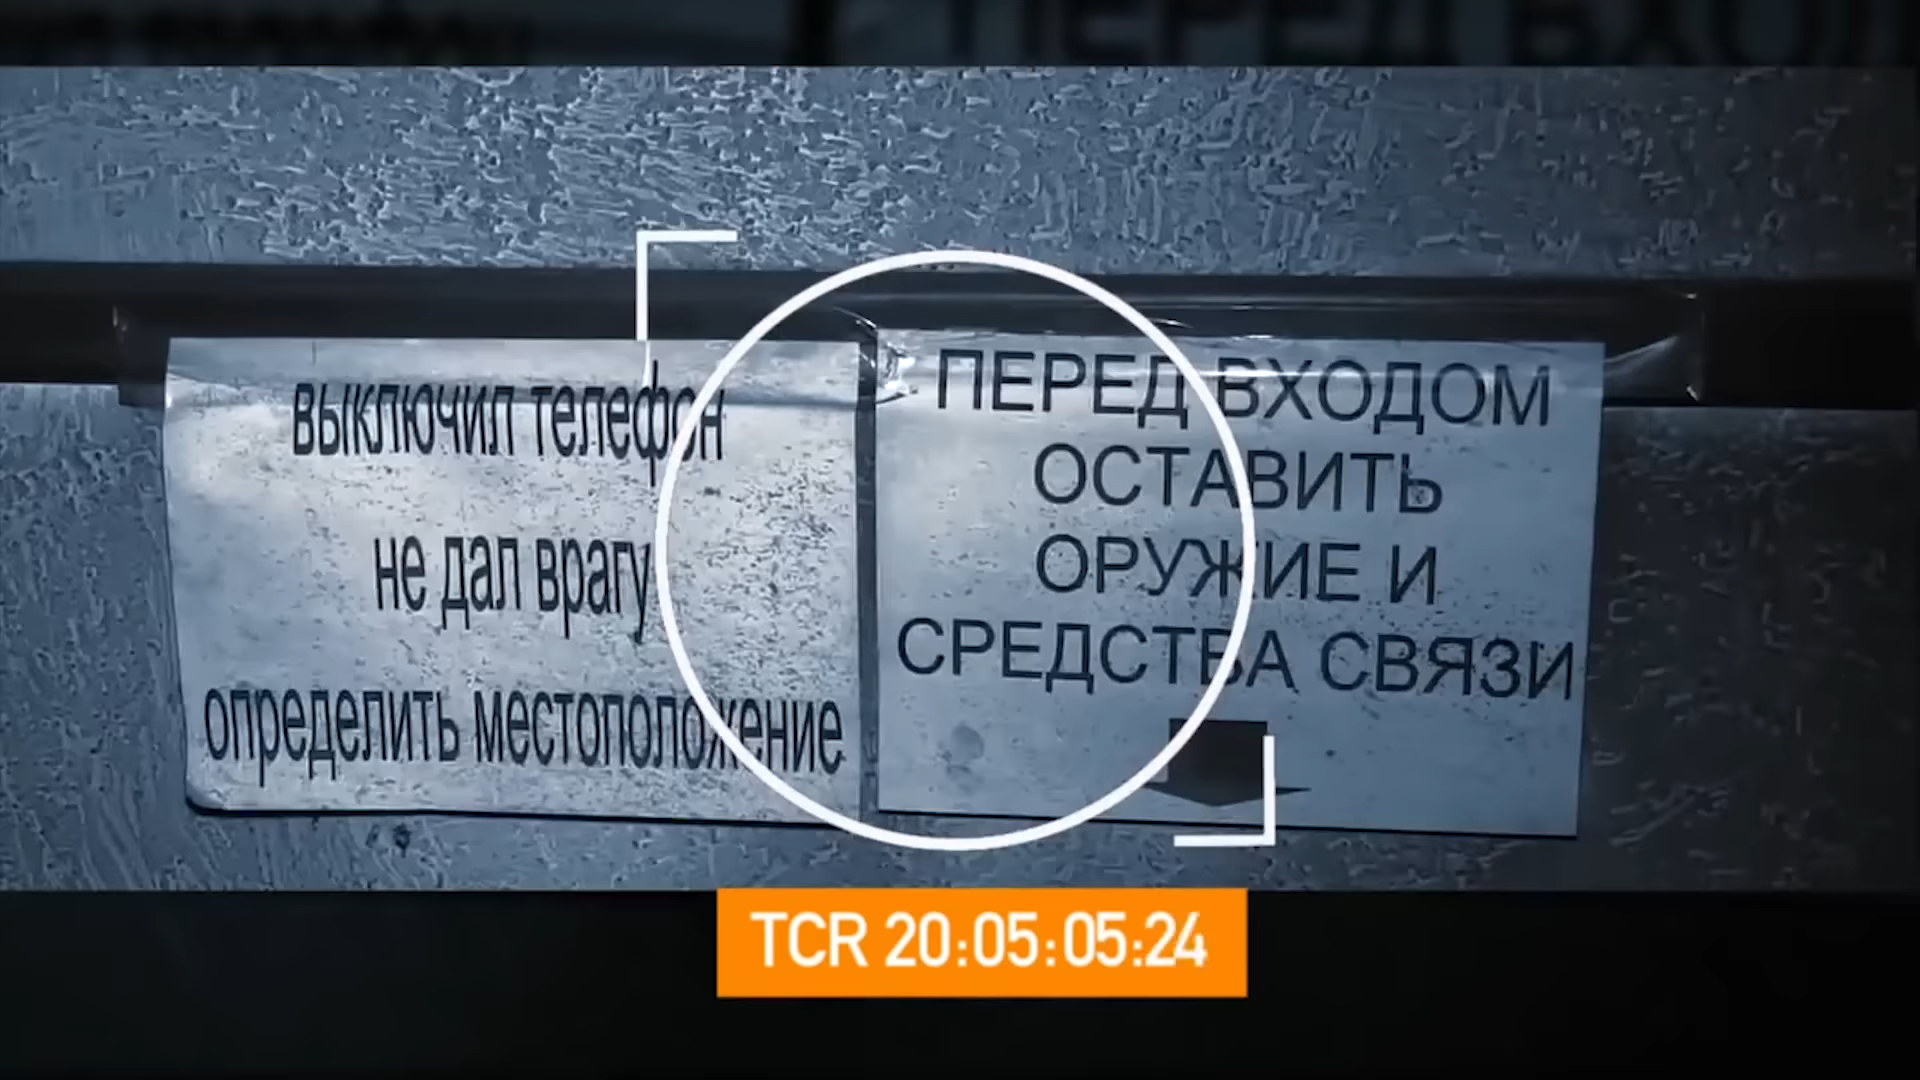 выключил телефон
не дал врагу
определить местоположение
ПЕРЕД ВХОДОМ
ОСТАВИТЬ
ОРУЖИЕ И
СРЕДСТВА СВЯЗИ
TCR 20:05:05:24